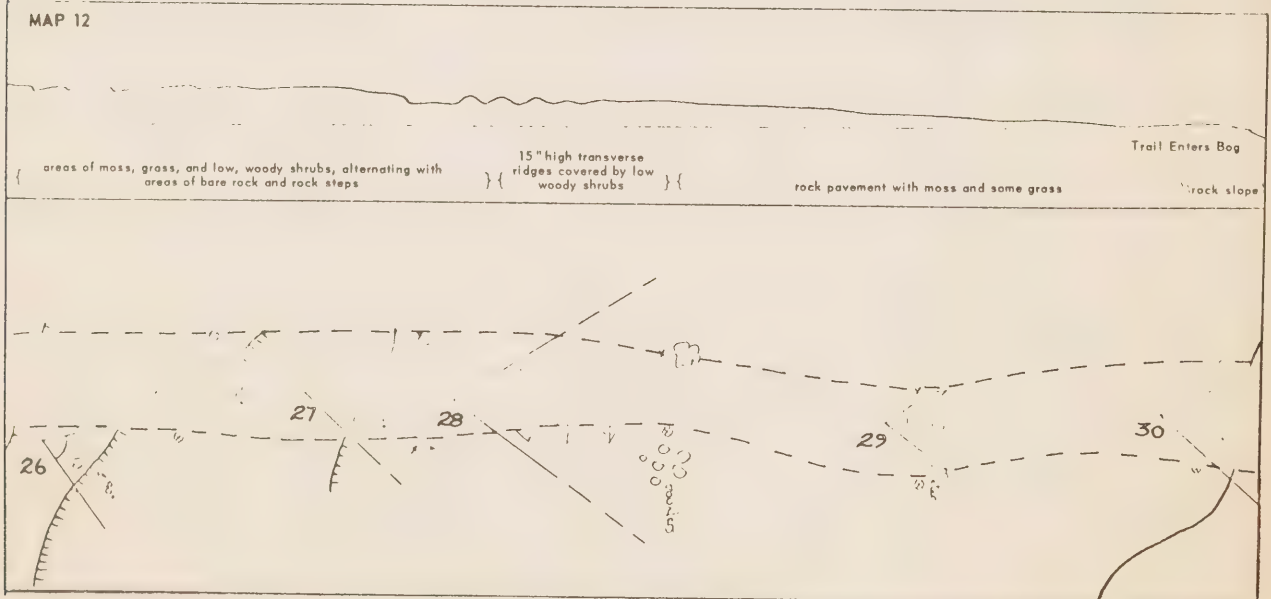 MAP 12
Trail Enters Bog
{ areas of moss, grass, and low, woody shrubs, alternating with
areas of bare rock and rock steps }
{ 15" high transverse
ridges covered by low
woody shrubs }
{ rock pavement with moss and some grass
rock slope
26
27
28
29
30